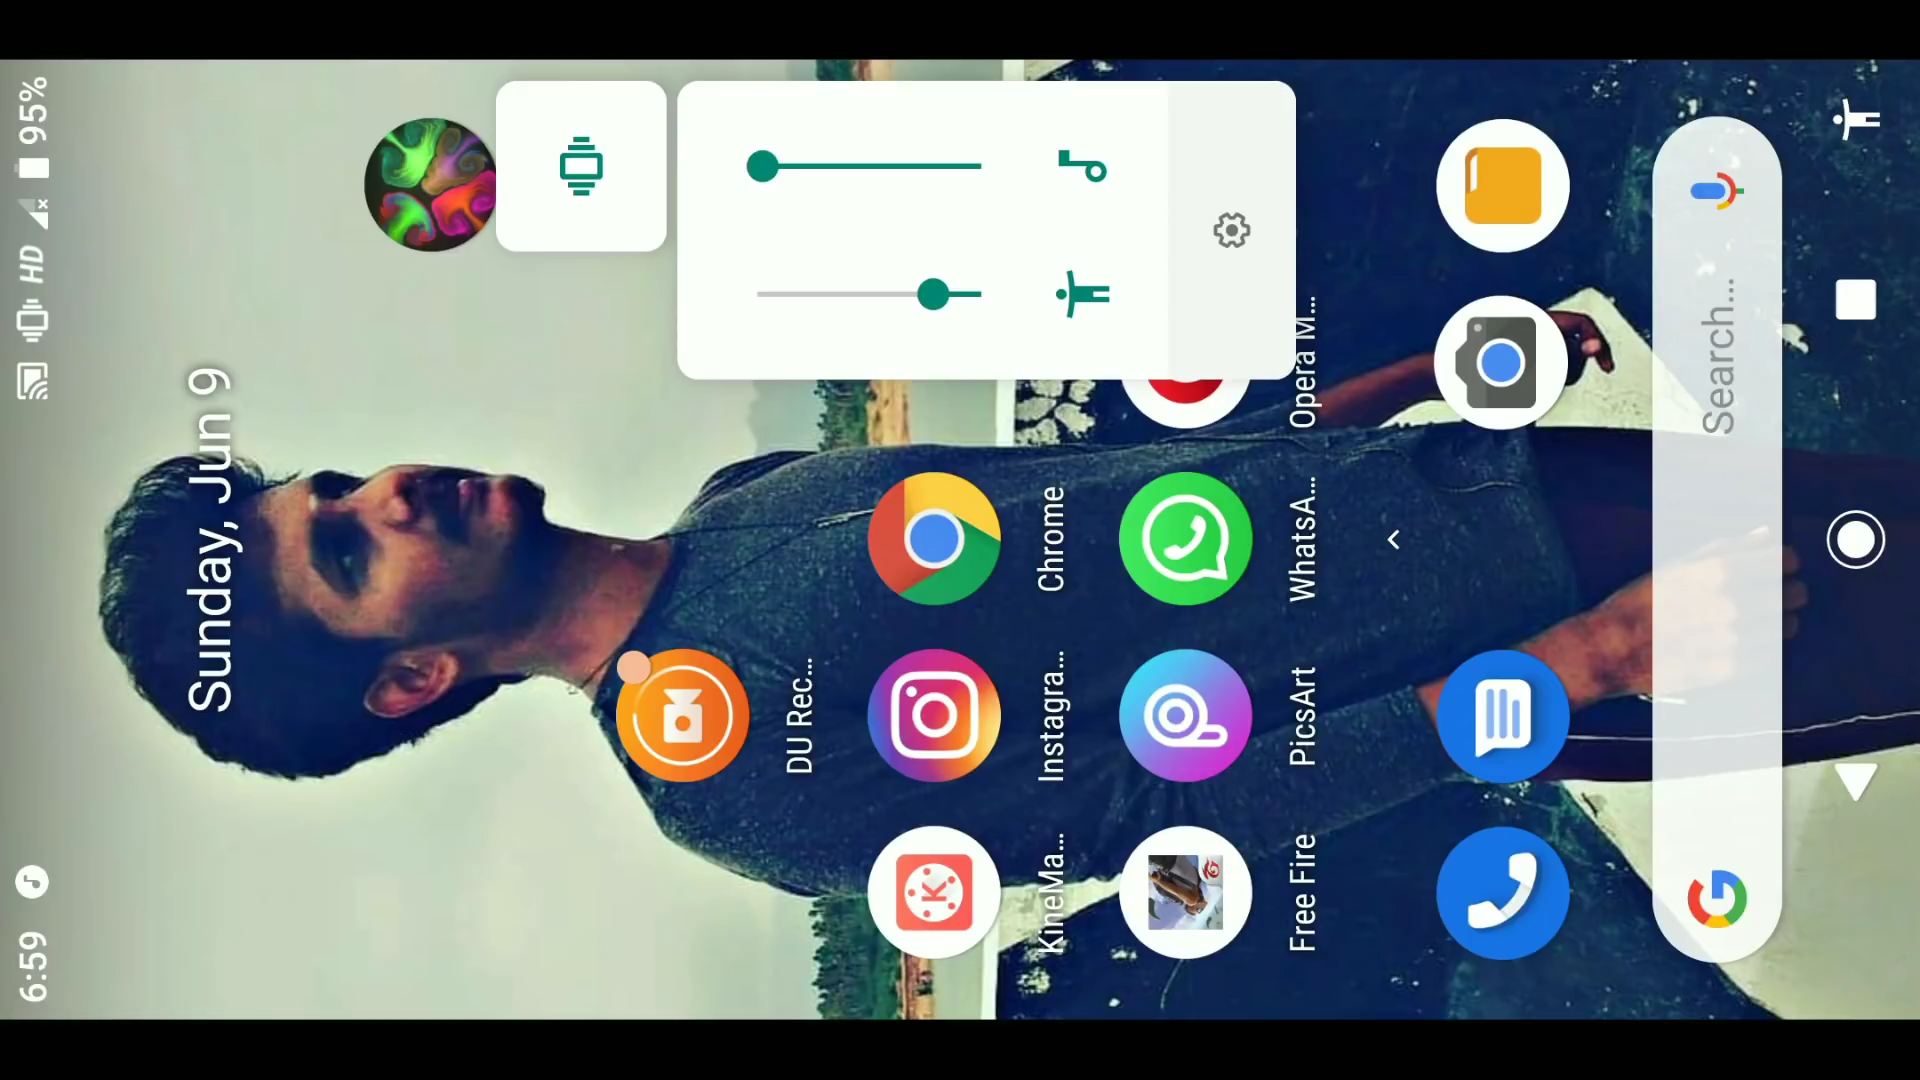 6:59 HD 95%
Sunday, Jun 9
DU Rec...
KineMa... Instagra... Chrome
Free Fire PicsArt WhatsA... Opera M...
Search...